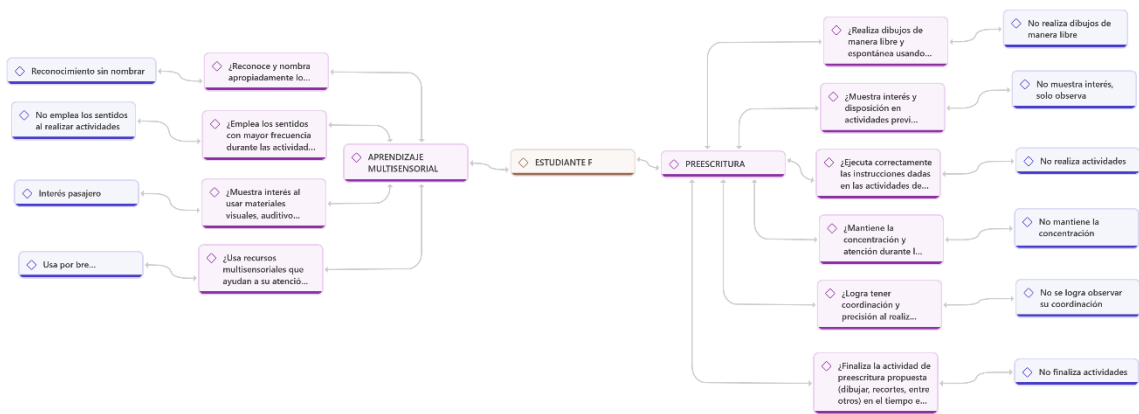 Reconocimiento sin nombrar
¿Reconoce y nombra
apropiadamente lo...
No emplea los sentidos
al realizar actividades
¿Emplea los sentidos
con mayor frecuencia
durante las actividad...
Interés pasajero
¿Muestra interés al
usar materiales
visuales, auditivo...
Usa por bre...
¿Usa recursos
multisensoriales que
ayudan a su atenció...
APRENDIZAJE
MULTISENSORIAL
ESTUDIANTE F
PREESCRITURA
¿Realiza dibujos de
manera libre y
espontánea usando...
No realiza dibujos de
manera libre
¿Muestra interés y
disposición en
actividades previ...
No muestra interés,
solo observa
¿Ejecuta correctamente
las instrucciones dadas
en las actividades de...
No realiza actividades
¿Mantiene la
concentración y
atención durante l...
No mantiene la
concentración
¿Logra tener
coordinación y
precisión al realiz...
No se logra observar
su coordinación
¿Finaliza la actividad de
preescritura propuesta
(dibujar, recortes, entre
otros) en el tiempo e...
No finaliza actividades